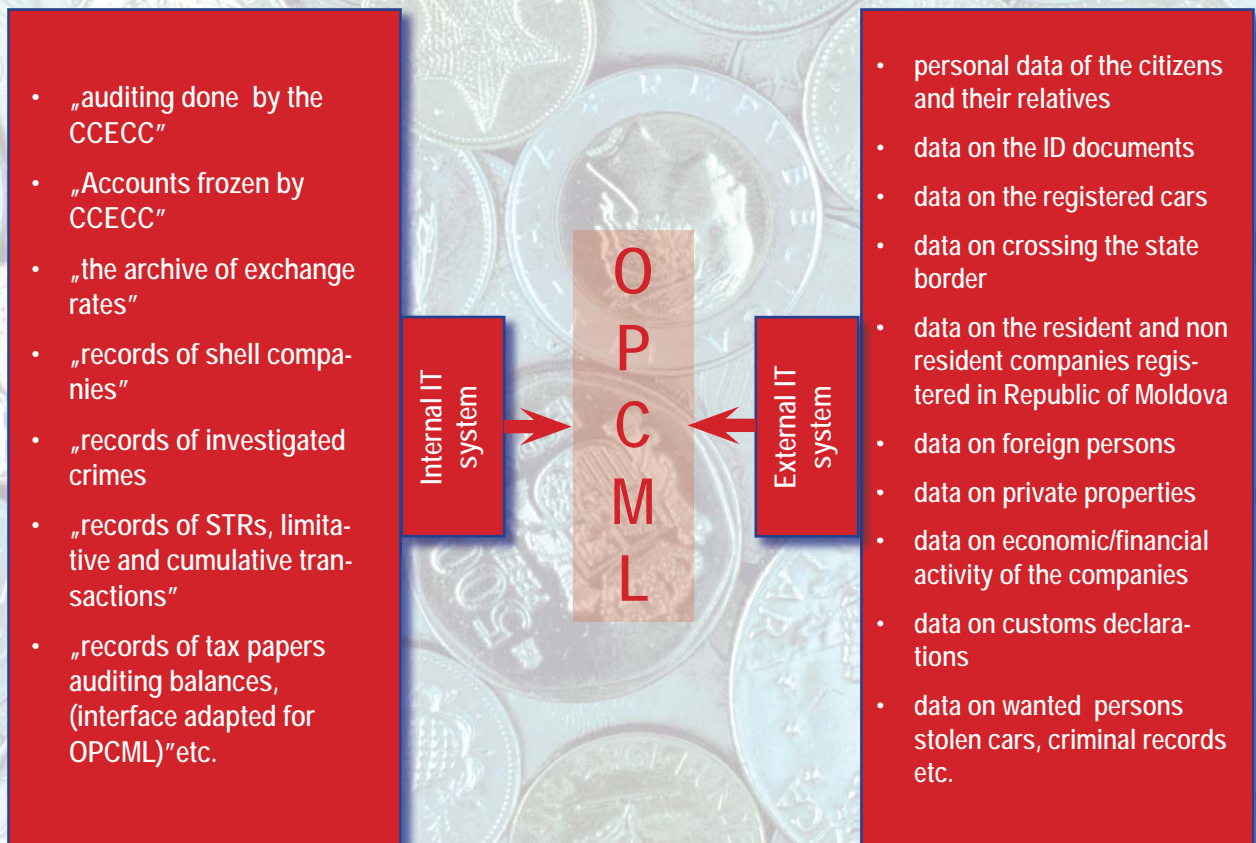 • „auditing done by the
CCECC”
• „Accounts frozen by
CCECC”
• „the archive of exchange
rates”
• „records of shell compa-
nies”
• „records of investigated
crimes
• „records of STRs, limita-
tive and cumulative tran-
sactions”
• „records of tax papers
auditing balances,
(interface adapted for
OPCML)”etc.
Internal IT
system
O
P
C
M
L
External IT
system
• personal data of the citizens
and their relatives
• data on the ID documents
• data on the registered cars
• data on crossing the state
border
• data on the resident and non
resident companies regis-
tered in Republic of Moldova
• data on foreign persons
• data on private properties
• data on economic/financial
activity of the companies
• data on customs declara-
tions
• data on wanted persons
stolen cars, criminal records
etc.